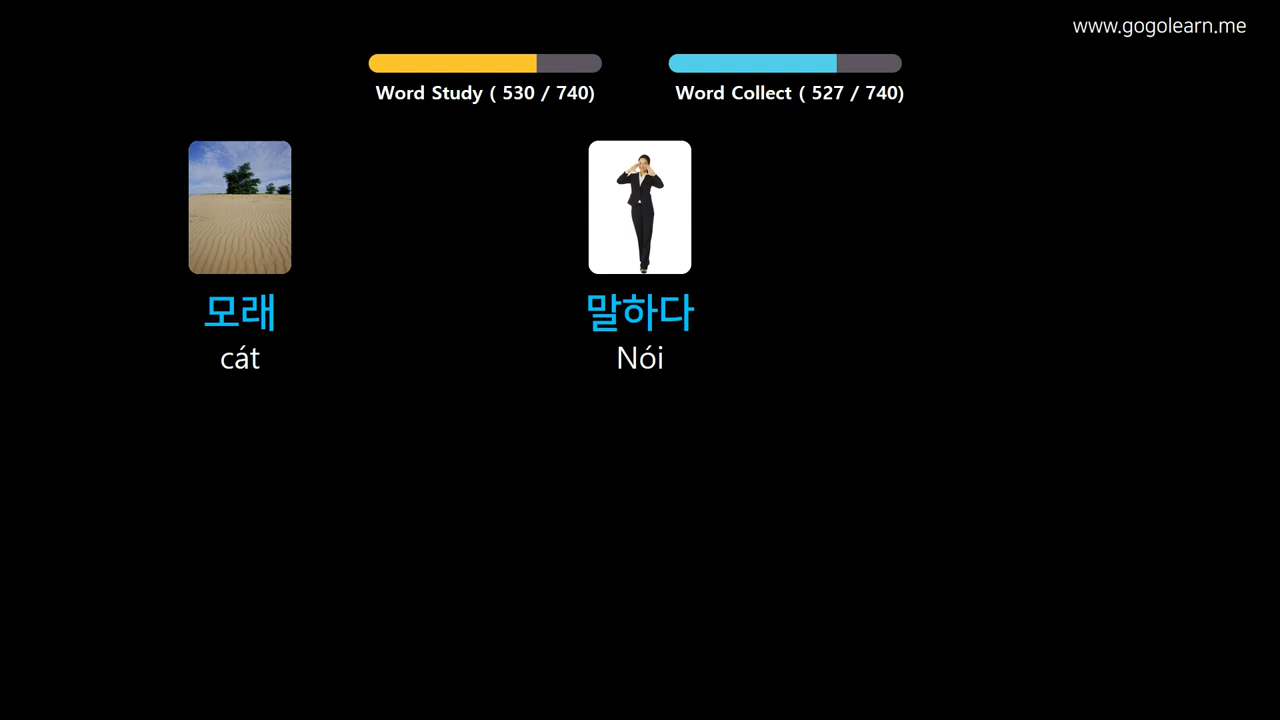 www.gogolearn.me
Word Study ( 530 / 740)
Word Collect ( 527 / 740)
모래
말하다
cát
Nói